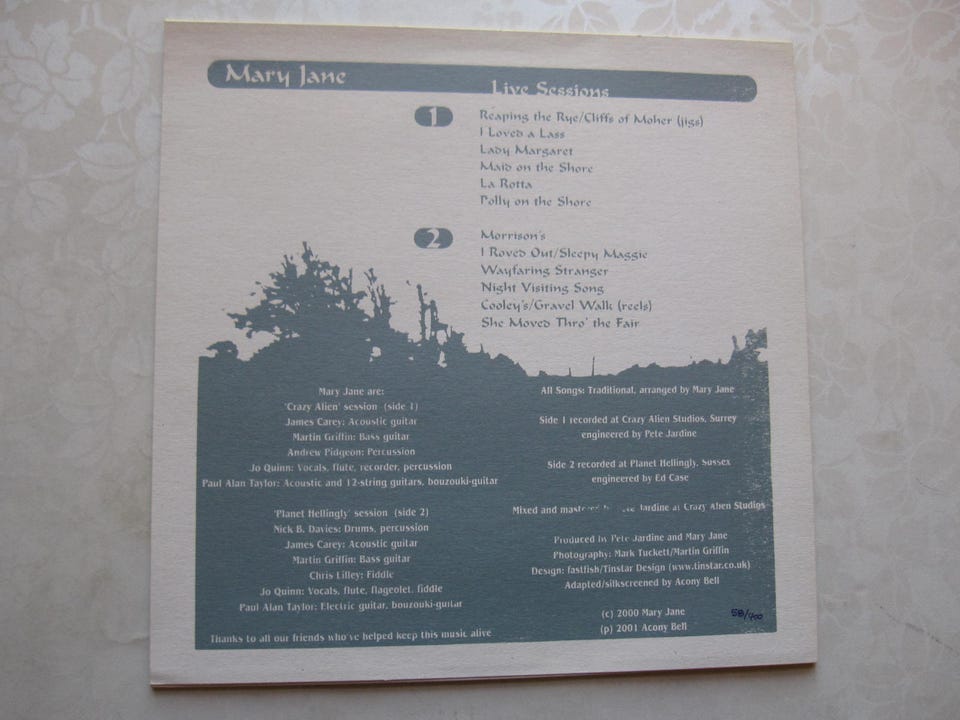 Mary Jane
Live Sessions
1
Reaping the Rye/Cliffs of Moher (jigs)
I Loved a Lass
Lady Margaret
Maid on the Shore
La Rotta
Polly on the Shore
2
Morrison's
I Roved Out/Sleepy Maggie
Wayfaring Stranger
Night Visiting Song
Cooley's/Gravel Walk (reels)
She Moved Thro' the Fair
Mary Jane are:
'Crazy Alien' session (side 1)
James Carey: Acoustic guitar
Martin Griffin: Bass guitar
Andrew Pidgeon: Percussion
Jo Quinn: Vocals, flute, recorder, percussion
Paul Alan Taylor: Acoustic and 12-string guitars, bouzouki-guitar
'Planet Hellingly' session (side 2)
Nick B. Davies: Drums, percussion
James Carey: Acoustic guitar
Martin Griffin: Bass guitar
Chris Lilley: Fiddle
Jo Quinn: Vocals, flute, flageolet, fiddle
Paul Alan Taylor: Electric guitar, bouzouki-guitar
Thanks to all our friends who've helped keep this music alive
All Songs: Traditional, arranged by Mary Jane
Side 1 recorded at Crazy Alien Studios, Surrey
engineered by Pete Jardine
Side 2 recorded at Planet Hellingly, Sussex
engineered by Ed Case
Mixed and mastered Jardine at Crazy Alien Studios
Produced by Pete Jardine and Mary Jane
Photography: Mark Tuckett/Martin Griffin
Design: fastfish/Tinstar Design (www.tinstar.co.uk)
Adapted/silkscreened by Acony Bell
(c) 2000 Mary Jane
(p) 2001 Acony Bell
58/400